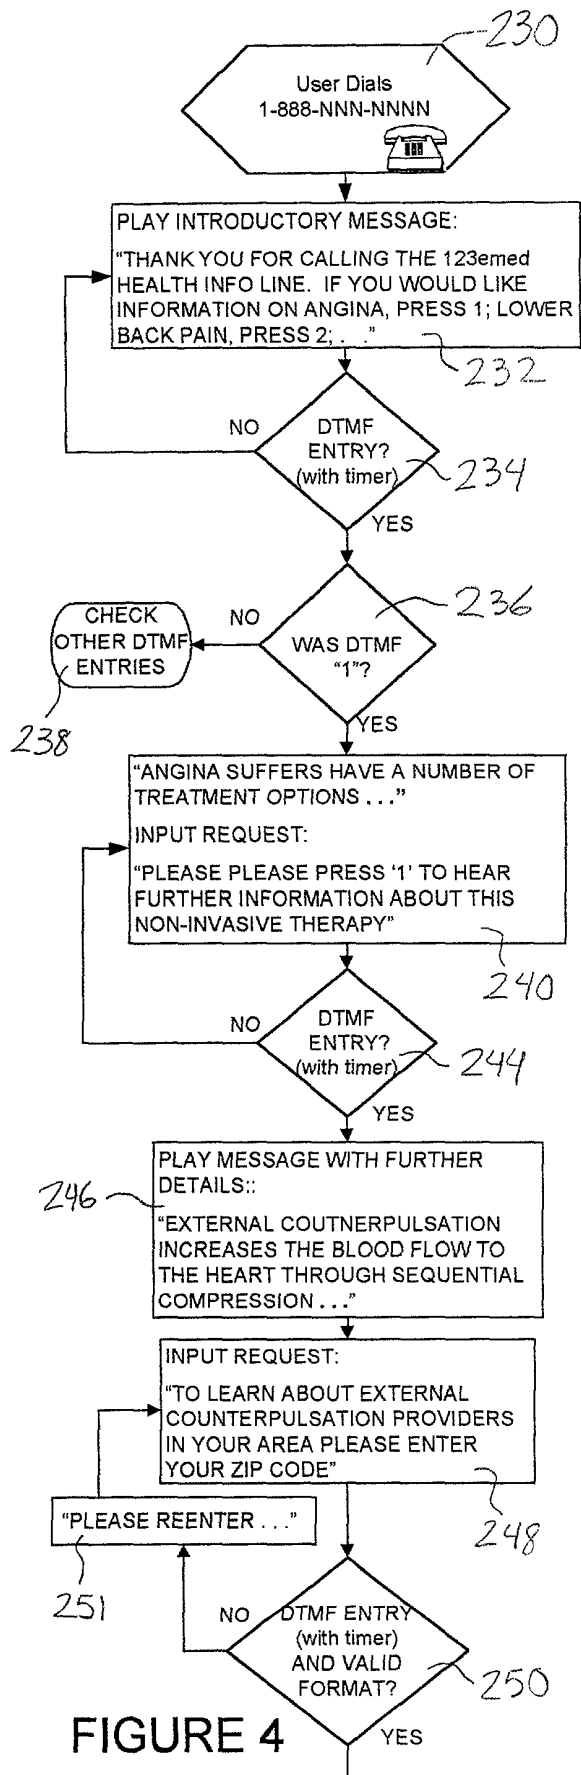 230
User Dials
1-888-NNN-NNNN
PLAY INTRODUCTORY MESSAGE:
"THANK YOU FOR CALLING THE 123emed
HEALTH INFO LINE. IF YOU WOULD LIKE
INFORMATION ON ANGINA, PRESS 1; LOWER
BACK PAIN, PRESS 2; . . ."
232
NO
DTMF
ENTRY?
(with timer)
234
YES
236
CHECK
OTHER DTMF
ENTRIES
NO
WAS DTMF
"1"?
238
YES
"ANGINA SUFFERS HAVE A NUMBER OF
TREATMENT OPTIONS . . ."
INPUT REQUEST:
"PLEASE PLEASE PRESS '1' TO HEAR
FURTHER INFORMATION ABOUT THIS
NON-INVASIVE THERAPY"
240
NO
DTMF
ENTRY?
(with timer)
244
YES
246
PLAY MESSAGE WITH FURTHER
DETAILS::
"EXTERNAL COUTNERPULSATION
INCREASES THE BLOOD FLOW TO
THE HEART THROUGH SEQUENTIAL
COMPRESSION . . ."
INPUT REQUEST:
"TO LEARN ABOUT EXTERNAL
COUNTERPULSATION PROVIDERS
IN YOUR AREA PLEASE ENTER
YOUR ZIP CODE"
248
"PLEASE REENTER . . ."
251
NO
DTMF ENTRY
(with timer)
AND VALID
FORMAT?
250
YES
FIGURE 4